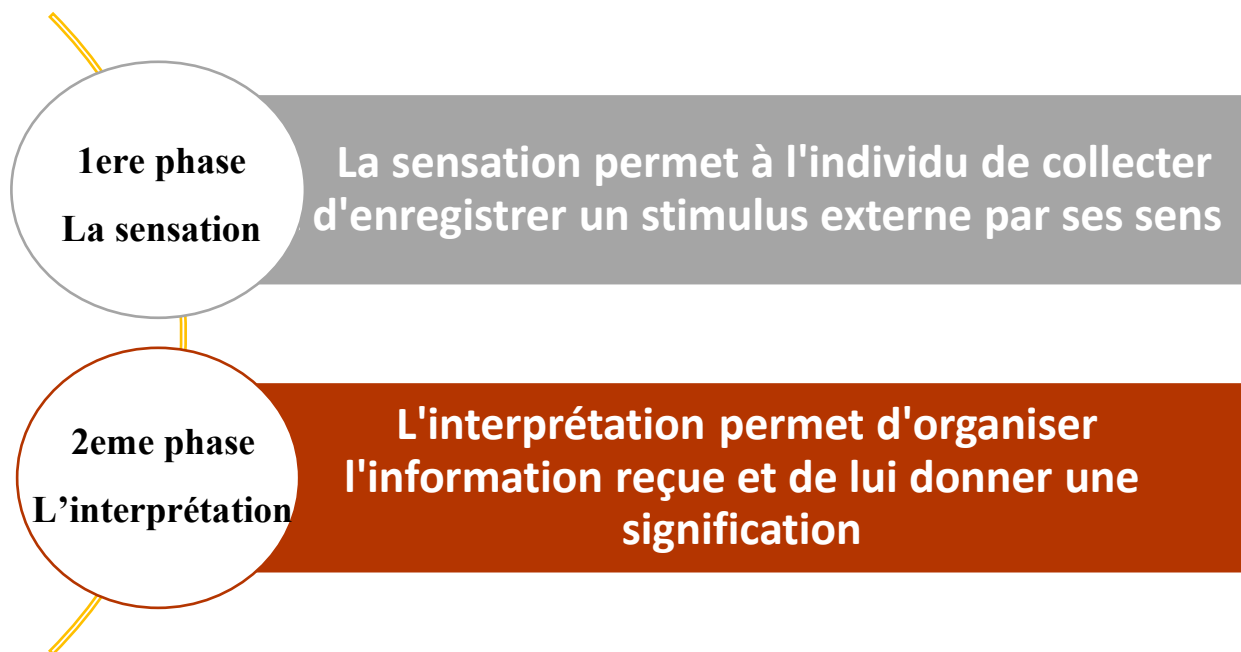 1ere phase
La sensation
La sensation permet à l'individu de collecter
d'enregistrer un stimulus externe par ses sens
2eme phase
L’interprétation
L'interprétation permet d'organiser
l'information reçue et de lui donner une
signification